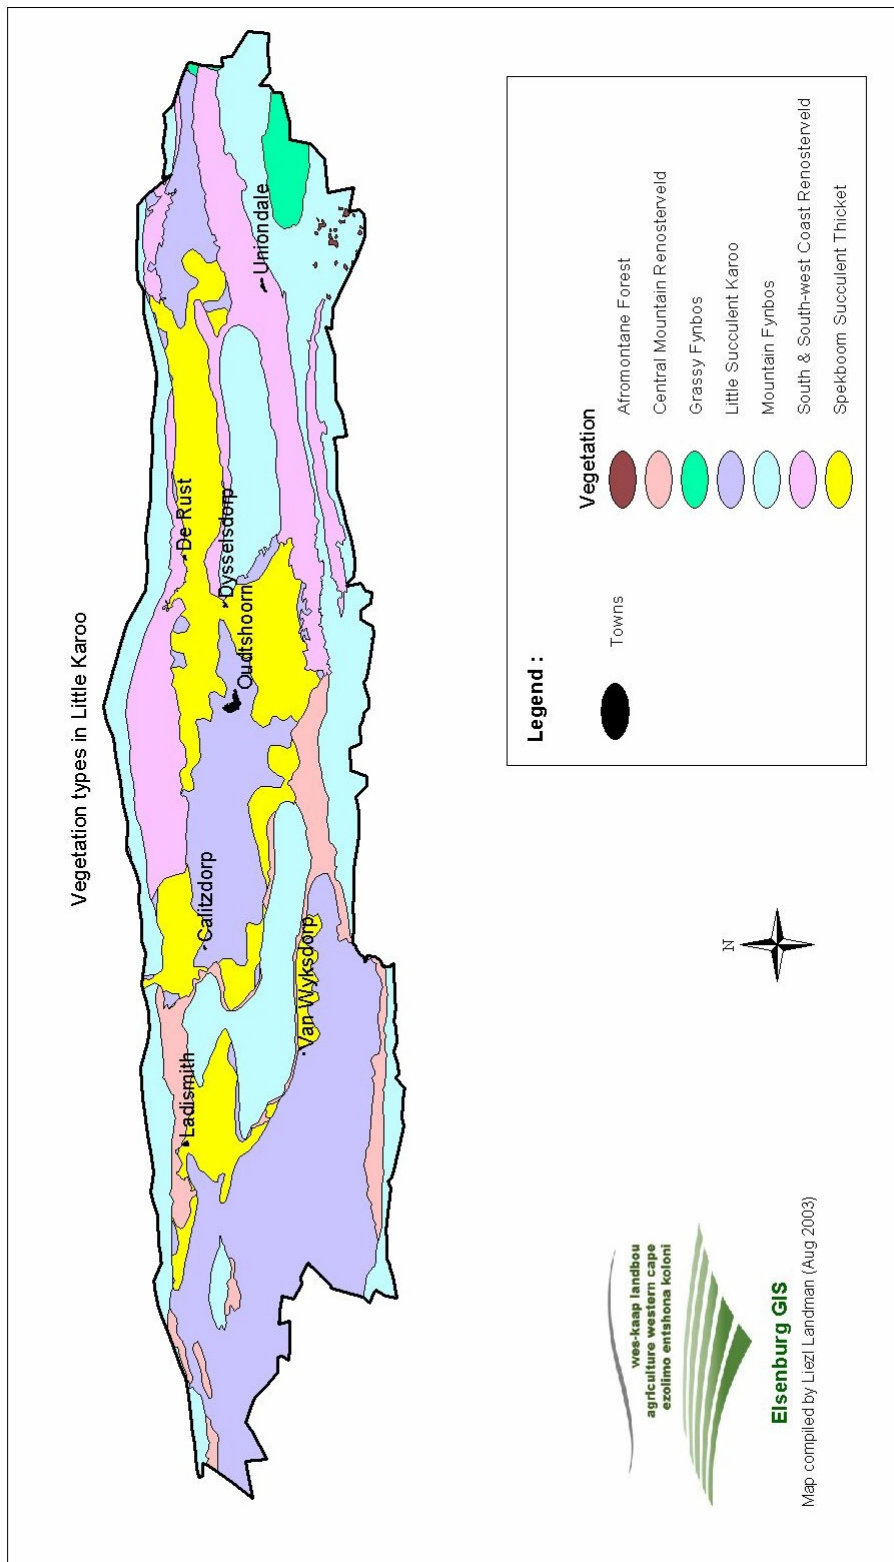 Vegetation types in Little Karoo
Ladismith
Calitzdorp
Van Wyksdorp
Oudtshoorn
Dysselsdorp
De Rust
Uniondale
N
Legend :
Towns
Vegetation
Afromontane Forest
Central Mountain Renosterveld
Grassy Fynbos
Little Succulent Karoo
Mountain Fynbos
South & South-west Coast Renosterveld
Spekboom Succulent Thicket
wes-kaap landbou
agriculture western cape
ezolimo entshona koloni
Elsenburg GIS
Map compiled by Liezl Landman (Aug 2003)